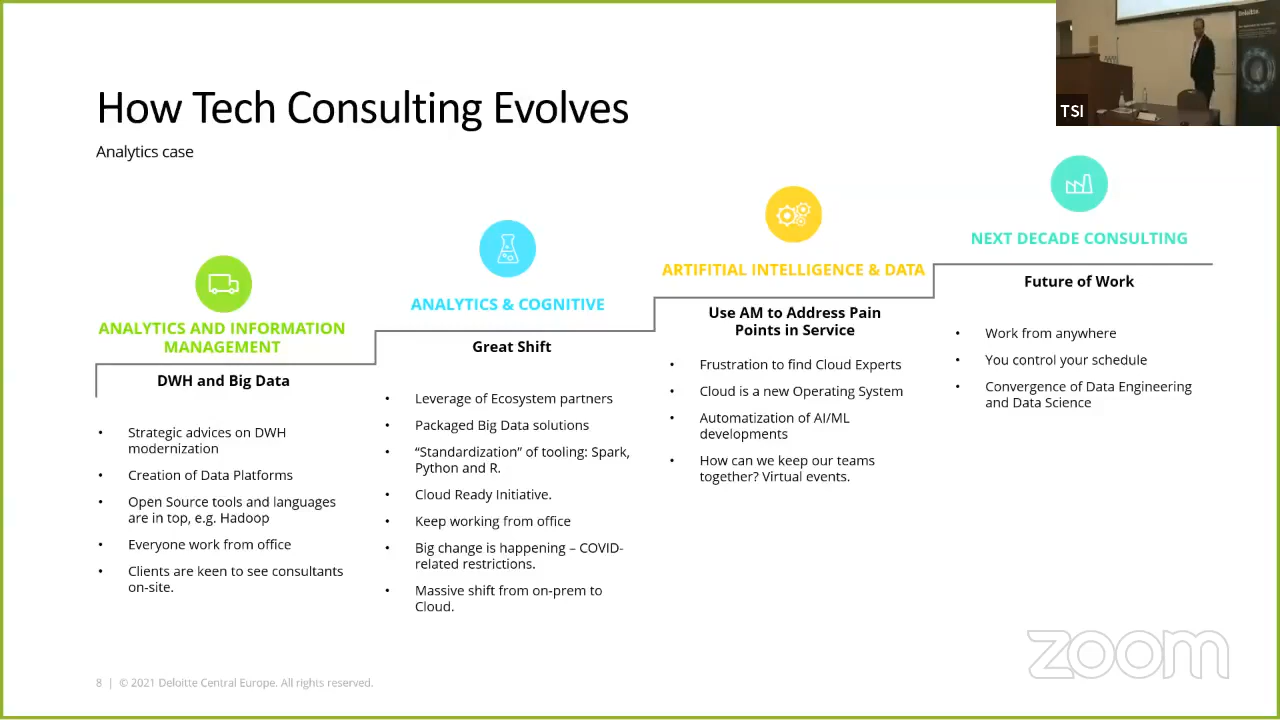 How Tech Consulting Evolves
Analytics case
TSI
Deloitte
ANALYTICS AND INFORMATION
MANAGEMENT
DWH and Big Data
• Strategic advices on DWH
modernization
• Creation of Data Platforms
• Open Source tools and languages
are in top, e.g. Hadoop
• Everyone work from office
• Clients are keen to see consultants
on-site.
ANALYTICS & COGNITIVE
Great Shift
• Leverage of Ecosystem partners
• Packaged Big Data solutions
• “Standardization” of tooling: Spark,
Python and R.
• Cloud Ready Initiative.
• Keep working from office
• Big change is happening – COVID-
related restrictions.
• Massive shift from on-prem to
Cloud.
ARTIFITIAL INTELLIGENCE & DATA
Use AM to Address Pain
Points in Service
• Frustration to find Cloud Experts
• Cloud is a new Operating System
• Automatization of AI/ML
developments
• How can we keep our teams
together? Virtual events.
NEXT DECADE CONSULTING
Future of Work
• Work from anywhere
• You control your schedule
• Convergence of Data Engineering
and Data Science
8 | © 2021 Deloitte Central Europe. All rights reserved.
zoom